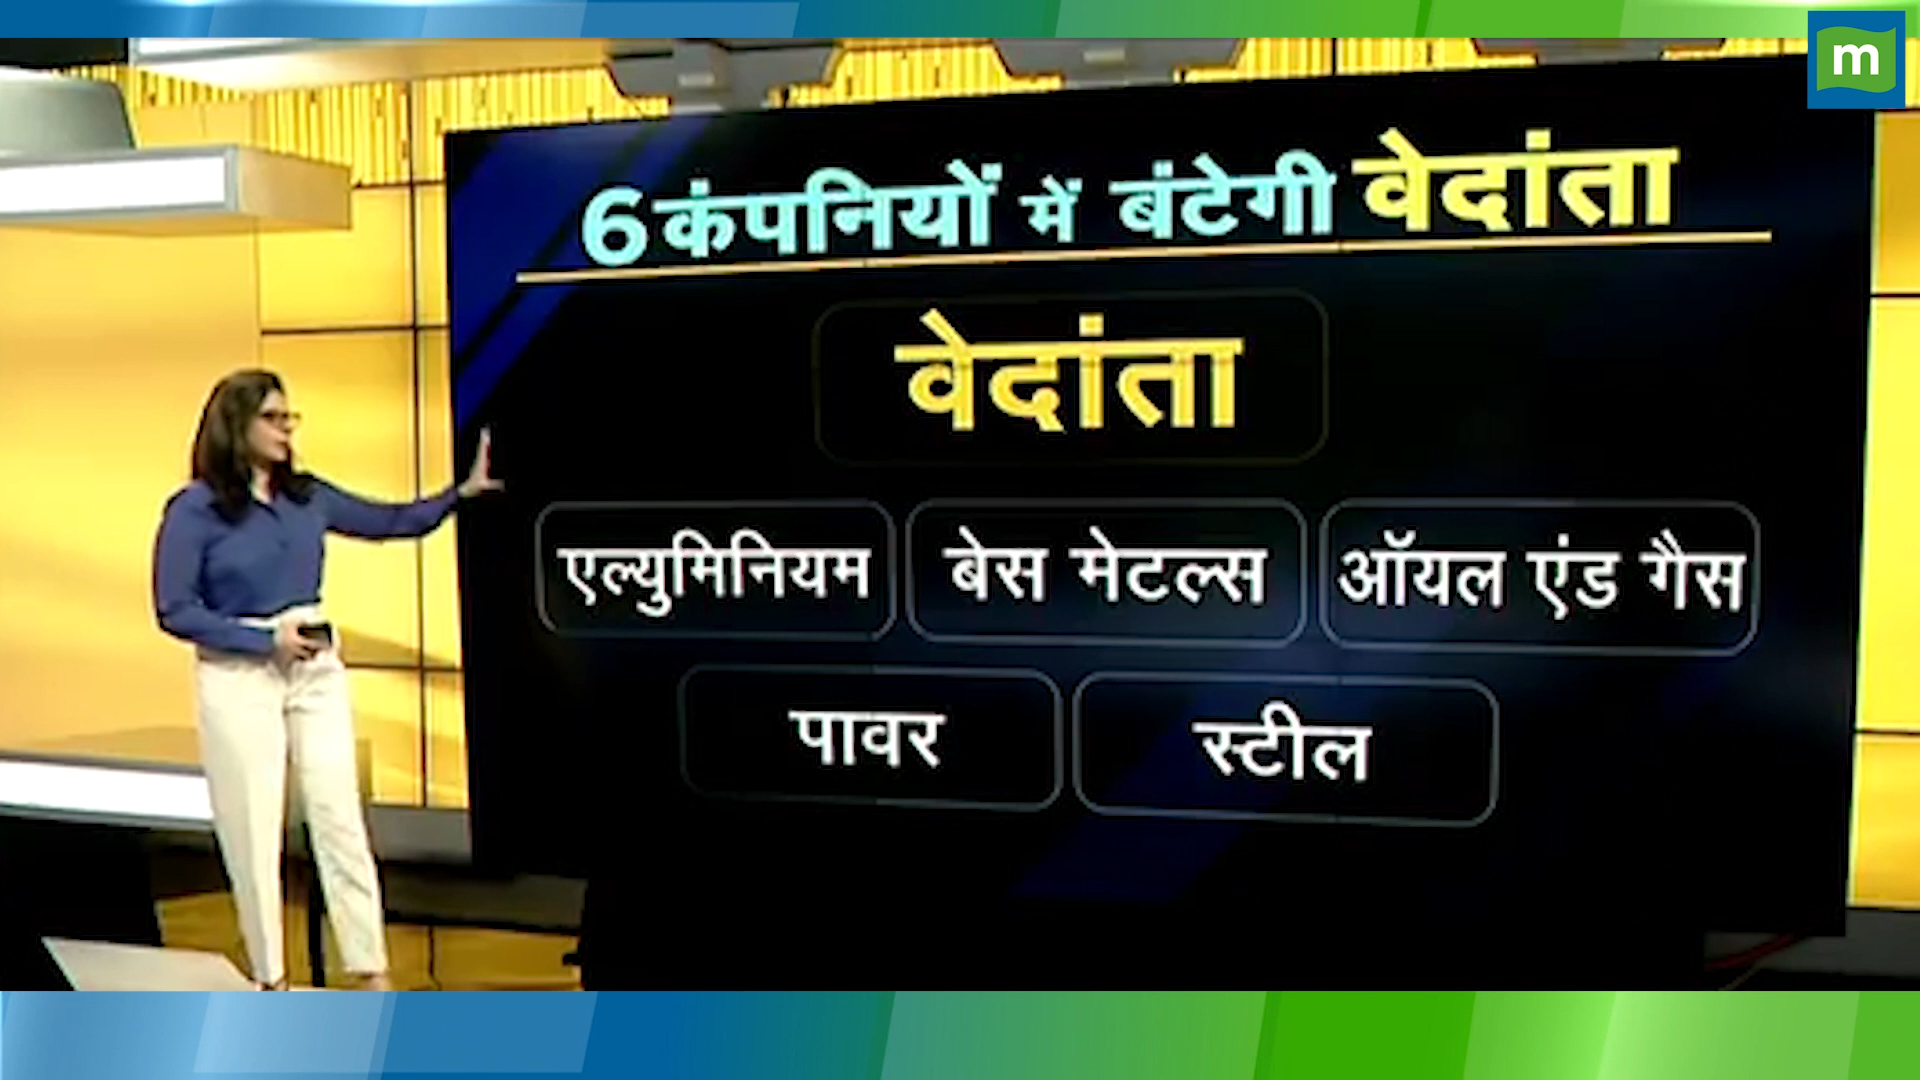 m
6 कंपनियों में बंटेगी वेदांता
वेदांता
एल्युमिनियम बेस मेटल्स ऑयल एंड गैस
पावर स्टील